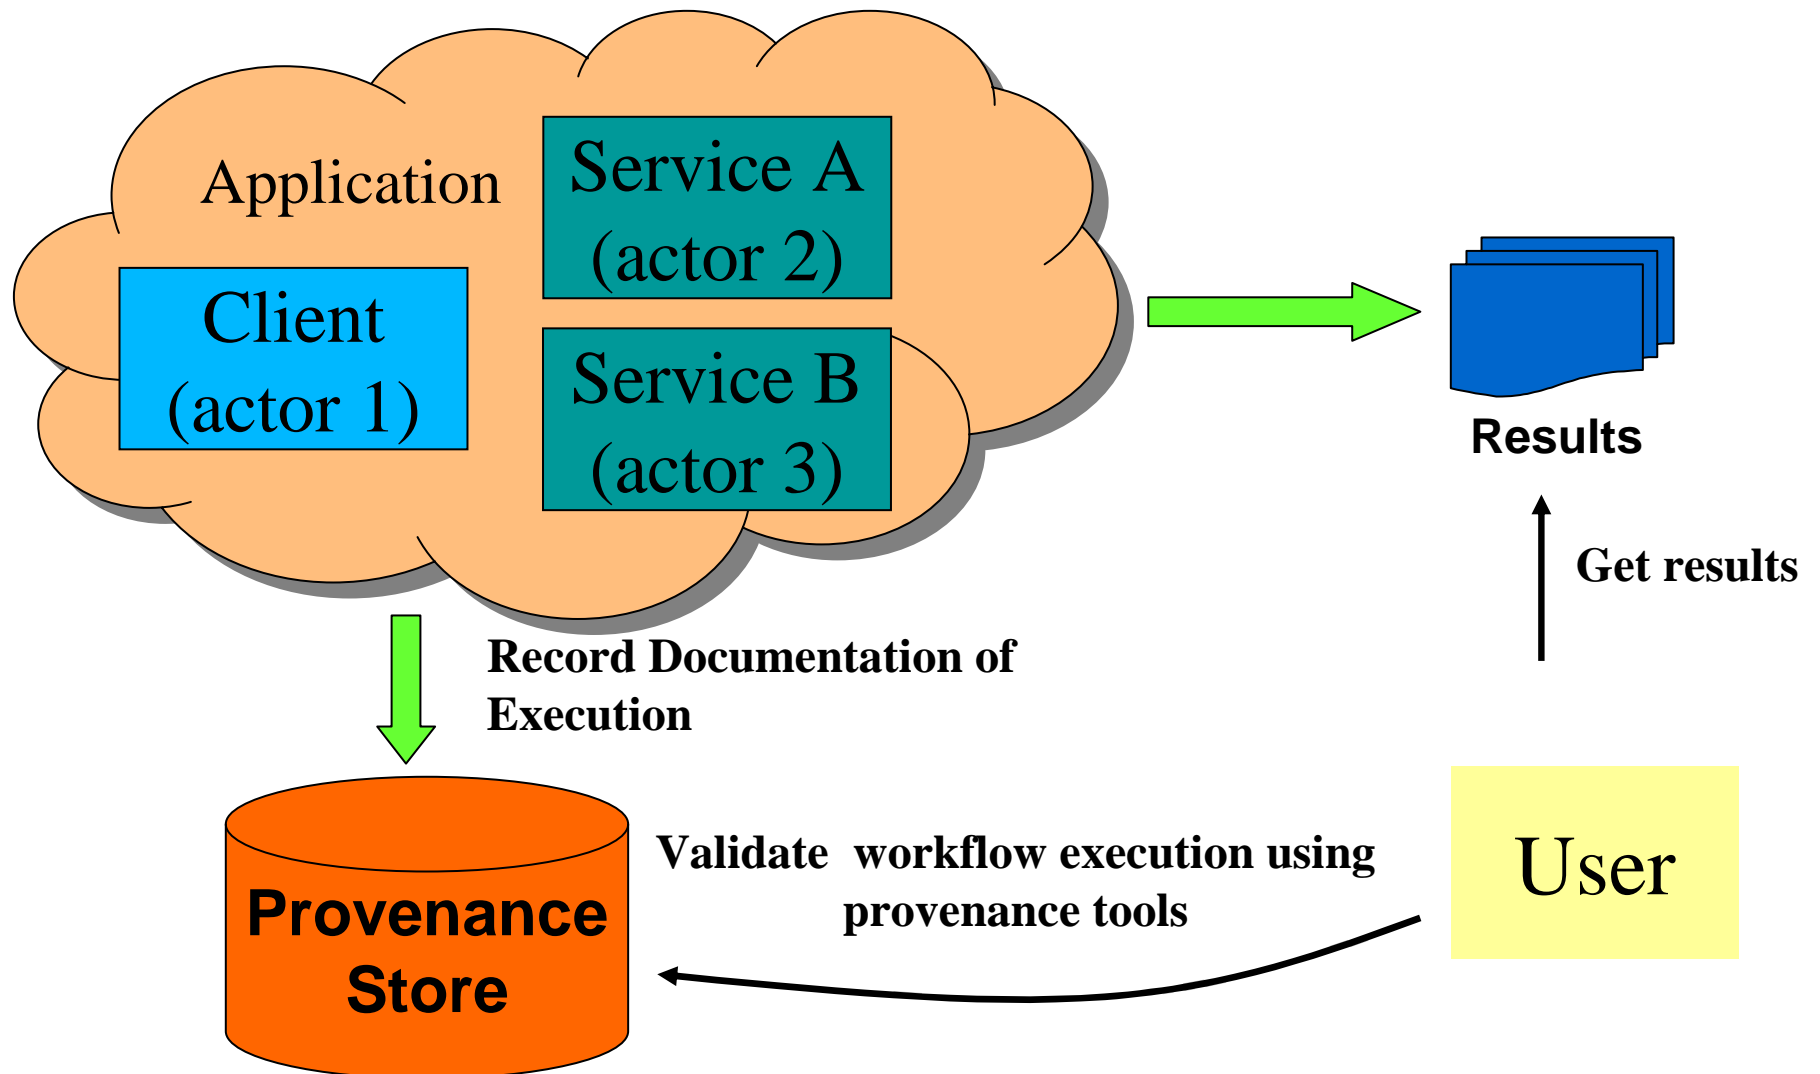 Application
Service A
(actor 2)
Client
(actor 1)
Service B
(actor 3)
Results
Get results
Record Documentation of
Execution
Validate  workflow execution using
provenance tools
User
Provenance
Store